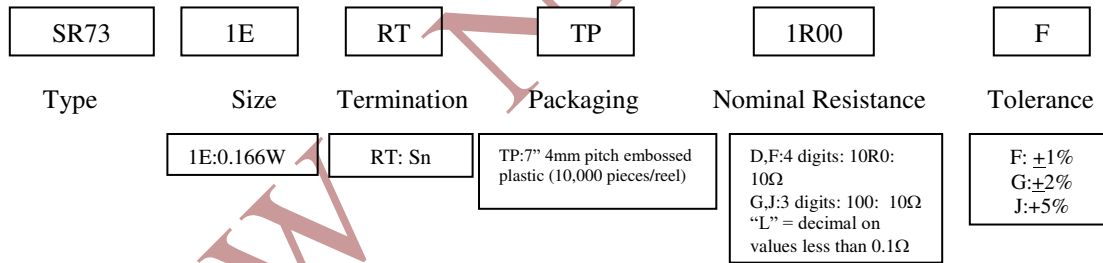 SR73 1E RT TP 1R00 F
Type Size Termination Packaging Nominal Resistance Tolerance
1E:0.166W
RT: Sn
TP:7” 4mm pitch embossed
plastic (10,000 pieces/reel)
D,F:4 digits: 10R0:
10Ω
G,J:3 digits: 100: 10Ω
“L” = decimal on
values less than 0.1Ω
F: ±1%
G:±2%
J:+5%